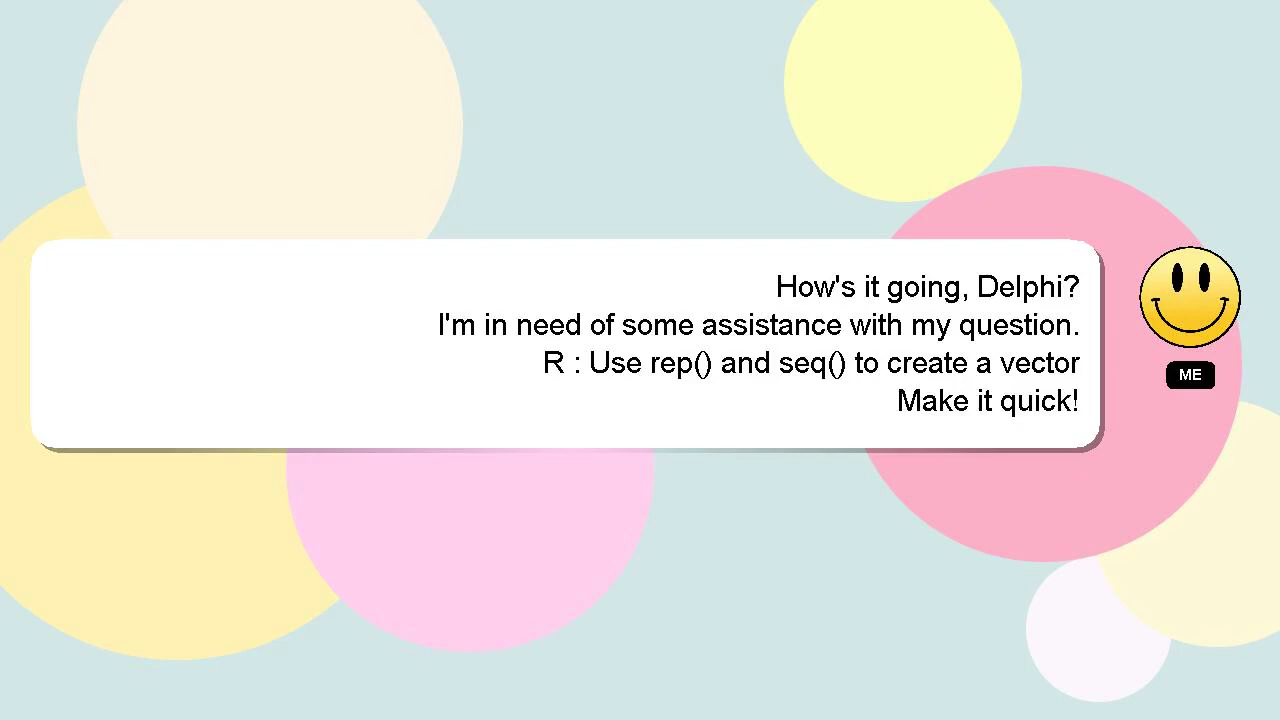 How's it going, Delphi?
I'm in need of some assistance with my question.
R : Use rep() and seq() to create a vector
Make it quick!
ME